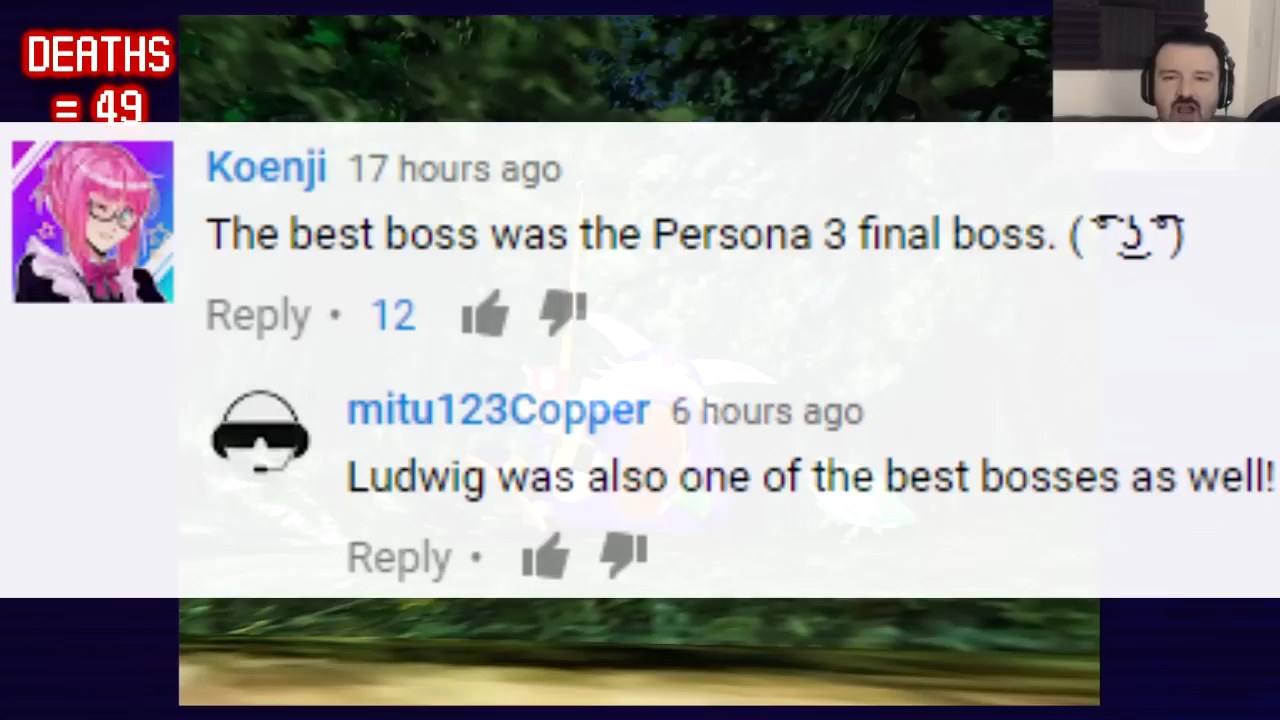 DEATHS
= 49
Koenji 17 hours ago
The best boss was the Persona 3 final boss. ( ͡° ͜ʖ ͡°)
Reply • 12
mitu123Copper 6 hours ago
Ludwig was also one of the best bosses as well!
Reply •